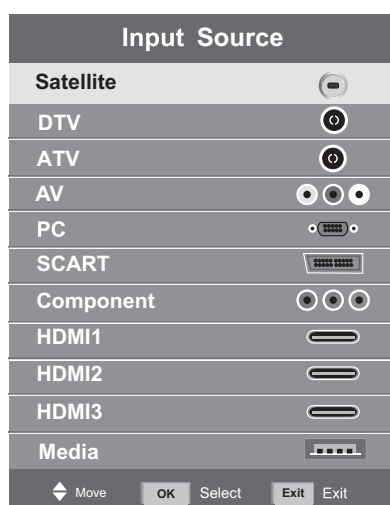 Input Source
Satellite
DTV
ATV
AV
PC
SCART
Component
HDMI1
HDMI2
HDMI3
Media
Move OK Select Exit Exit